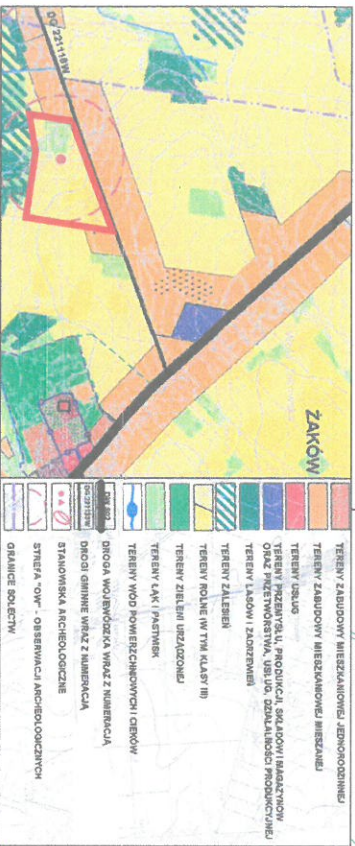 DG 221118W
ŻAKÓW
TERENY ZABUDOWY MIESZKANIOWEJ JEDNORODZINNEJ
TERENY ZABUDOWY MIESZKANIOWEJ MIESZANEJ
TERENY USŁUG
TERENY PRZEMYSŁU, PRODUKCJI, SKŁADÓW I MAGAZYNÓW
ORAZ PRZETWÓRSTWA, USŁUG, DZIAŁALNOŚCI PRODUKCYJNEJ
TERENY LASÓW I ZADRZEWIEŃ
TERENY ZALESIEŃ
TERENY ROLNE (W TYM KLASY III)
TERENY ZIELENI URZĄDZONEJ
TERENY ŁĄK I PASTWISK
TERENY WÓD POWIERZCHNIOWYCH I CIEKÓW
DROGA WOJEWÓDZKA WRAZ Z NUMERACJĄ
DROGI GMINNE WRAZ Z NUMERACJĄ
STANOWISKA ARCHEOLOGICZNE
STREFA "OW" - OBSERWACJI ARCHEOLOGICZNYCH
GRANICE SOŁECTW